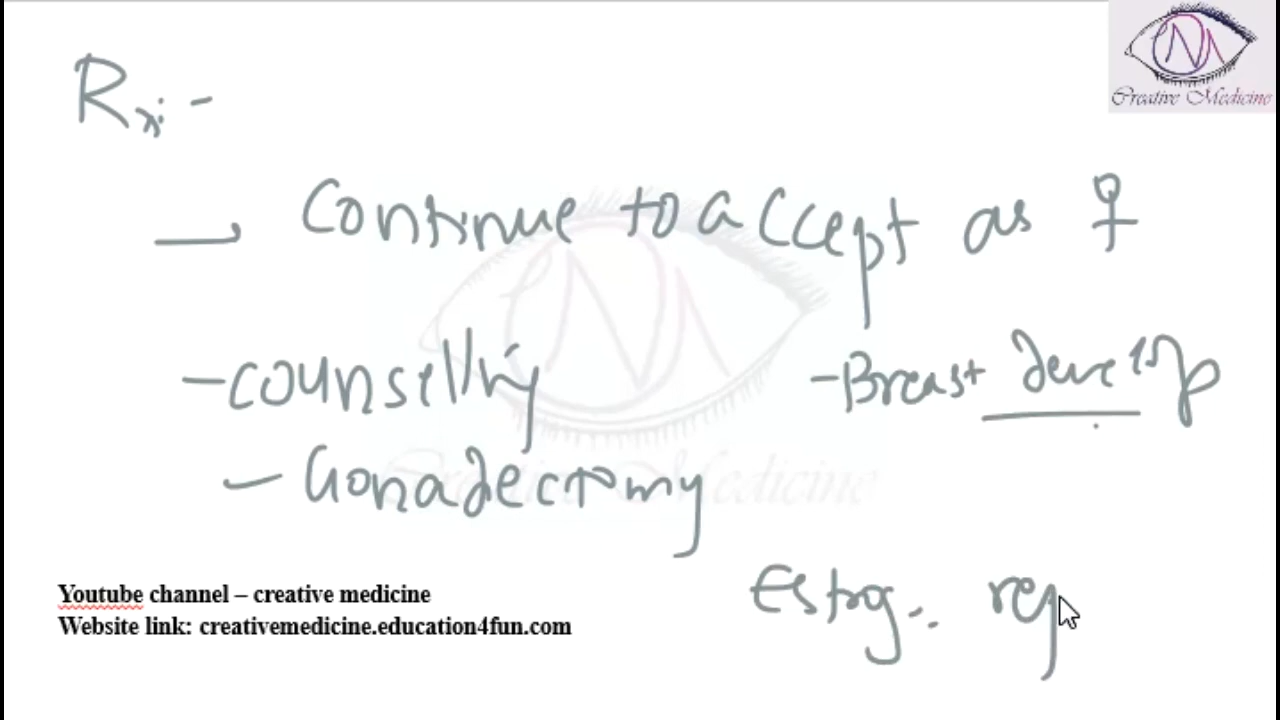 Creative Medicine
Rx:-
→ Continue to accept as ♀
- counselling
- Breast develop
- Gonadectomy
Estrog. rep
Youtube channel – creative medicine
Website link: creativemedicine.education4fun.com